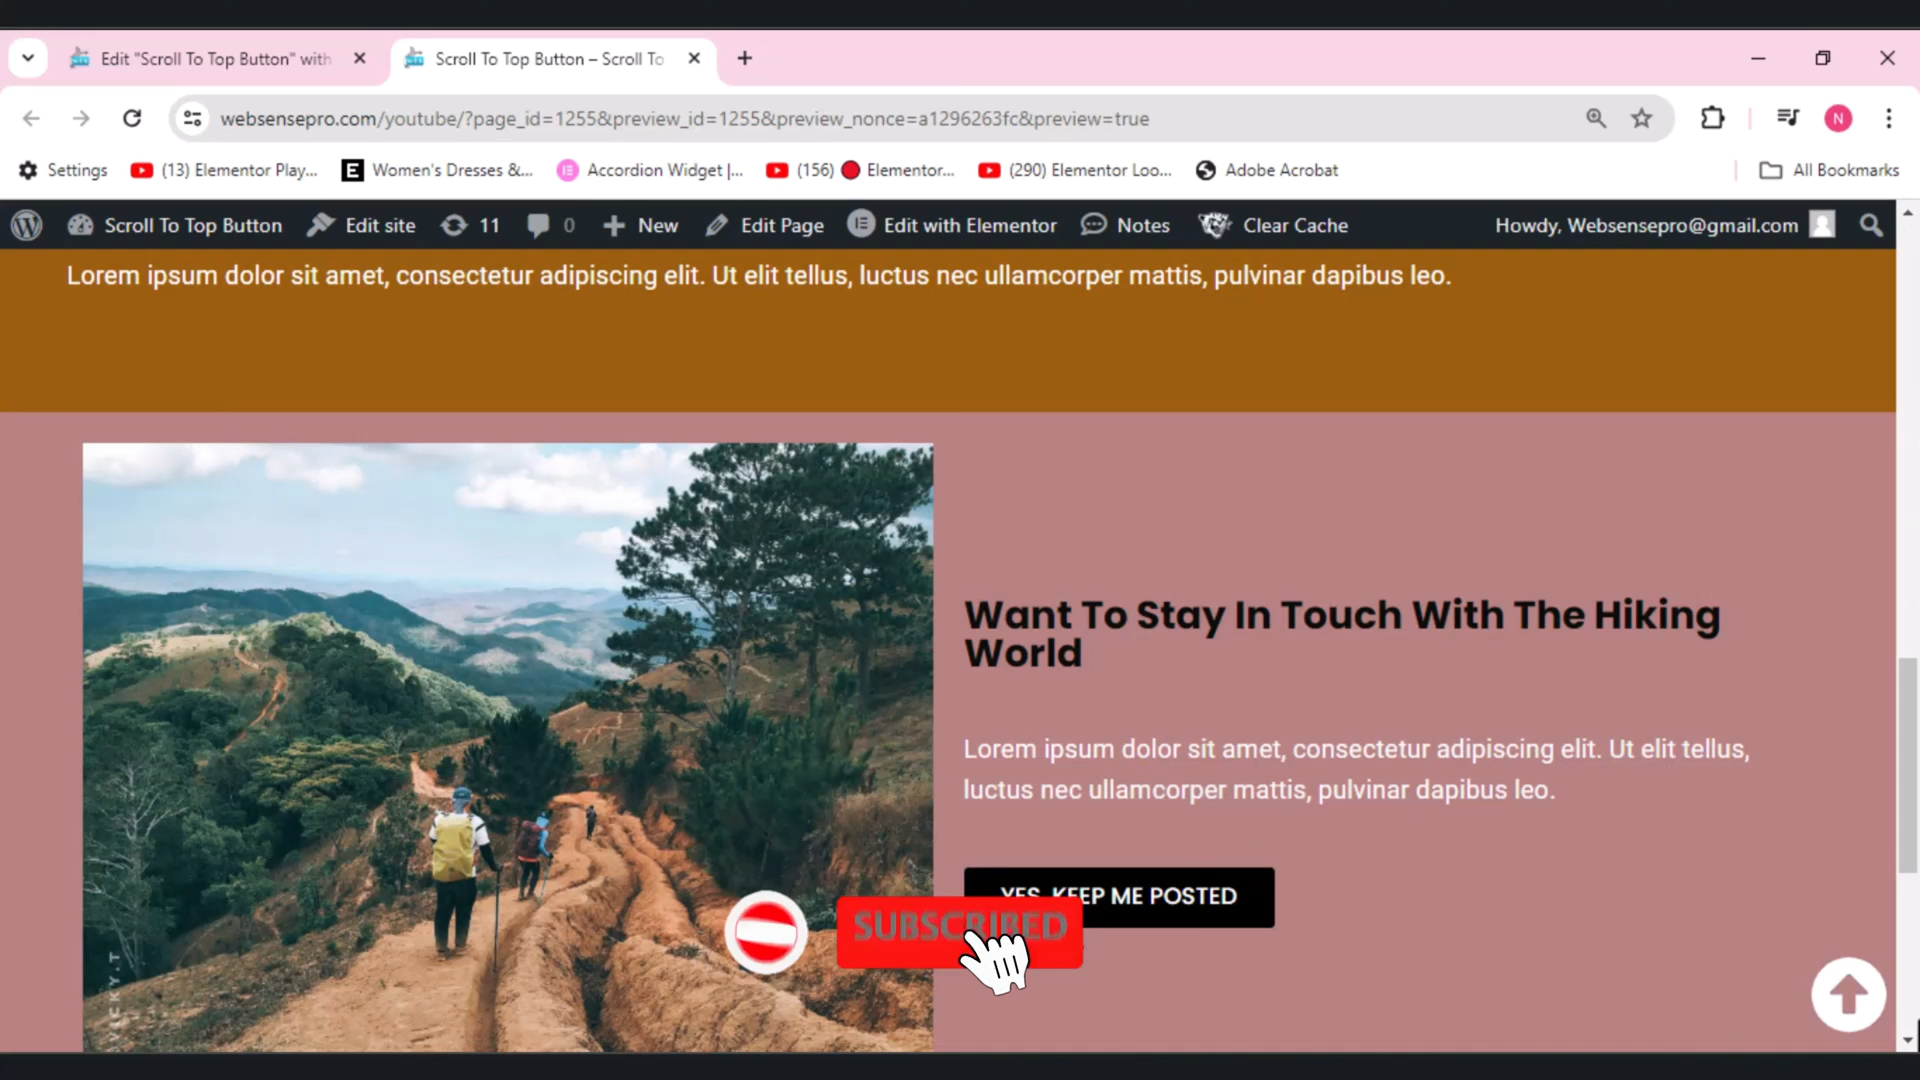 Edit "Scroll To Top Button" with
Scroll To Top Button – Scroll To
websensepro.com/youtube/?page_id=1255&preview_id=1255&preview_nonce=a1296263fc&preview=true
N
Settings
(13) Elementor Play...
E
Women's Dresses &...
Accordion Widget |...
(156)
Elementor...
(290) Elementor Loo...
Adobe Acrobat
All Bookmarks
Scroll To Top Button
Edit site
11
0
New
Edit Page
Edit with Elementor
Notes
Clear Cache
Howdy, Websensepro@gmail.com
Lorem ipsum dolor sit amet, consectetur adipiscing elit. Ut elit tellus, luctus nec ullamcorper mattis, pulvinar dapibus leo.
Want To Stay In Touch With The Hiking
World
Lorem ipsum dolor sit amet, consectetur adipiscing elit. Ut elit tellus,
luctus nec ullamcorper mattis, pulvinar dapibus leo.
YES, KEEP ME POSTED
SUBSCRIBED